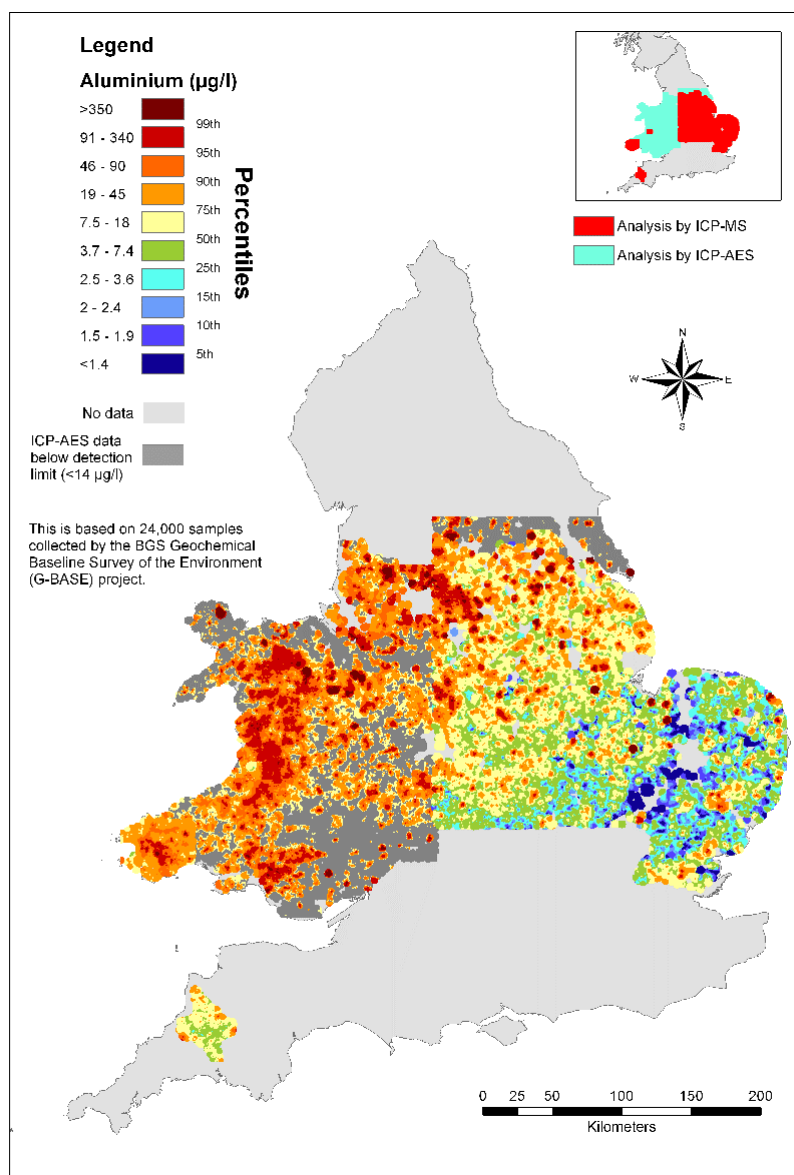 Legend
Aluminium (µg/l)
>350
91 - 340
46 - 90
19 - 45
7.5 - 18
3.7 - 7.4
2.5 - 3.6
2 - 2.4
1.5 - 1.9
<1.4
99th
95th
90th
75th
50th
25th
15th
10th
5th
Percentiles
No data
ICP-AES data
below detection
limit (<14 µg/l)
This is based on 24,000 samples
collected by the BGS Geochemical
Baseline Survey of the Environment
(G-BASE) project.
Analysis by ICP-MS
Analysis by ICP-AES
N
W
E
S
0 25 50 100 150 200
Kilometers